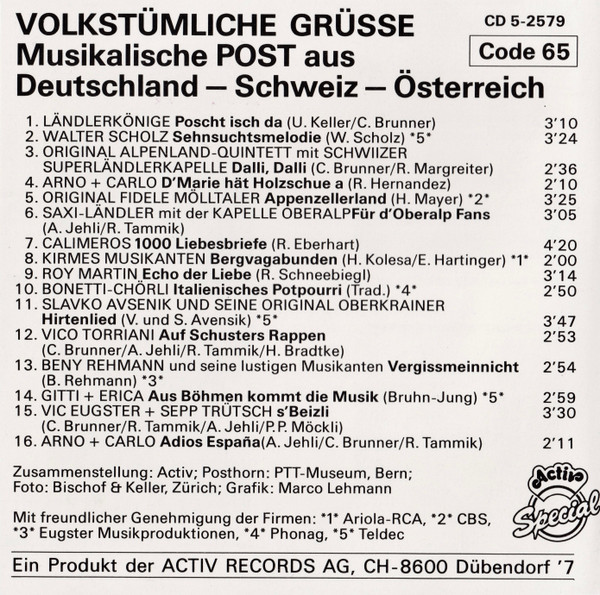 VOLKSTÜMLICHE GRÜSSE
CD 5-2579
Musikalische POST aus
Code 65
Deutschland – Schweiz – Österreich
1. LÄNDLERKÖNIGE Poscht isch da (U. Keller/C. Brunner) 3'10
2. WALTER SCHOLZ Sehnsuchtsmelodie (W. Scholz) *5* 3'24
3. ORIGINAL ALPENLAND-QUINTETT mit SCHWIIZER
SUPERLÄNDLERKAPELLE Dalli, Dalli (C. Brunner/R. Margreiter) 2'36
4. ARNO + CARLO D'Marie hät Holzschue a (R. Hernandez) 2'10
5. ORIGINAL FIDELE MÖLLTALER Appenzellerland (H. Mayer) *2* 3'25
6. SAXI-LÄNDLER mit der KAPELLE OBERALPFür d'Oberalp Fans 3'05
(A. Jehli/R. Tammik)
7. CALIMEROS 1000 Liebesbriefe (R. Eberhart) 4'20
8. KIRMES MUSIKANTEN Bergvagabunden (H. Kolesa/E. Hartinger) *1* 2'00
9. ROY MARTIN Echo der Liebe (R. Schneebiegl) 3'14
10. BONETTI-CHÖRLI Italienisches Potpourri (Trad.) *4* 2'50
11. SLAVKO AVSENIK UND SEINE ORIGINAL OBERKRAINER
Hirtenlied (V. und S. Avensik) *5* 3'47
12. VICO TORRIANI Auf Schusters Rappen 2'53
(C. Brunner/A. Jehli/R. Tammik/H. Bradtke)
13. BENY REHMANN und seine lustigen Musikanten Vergissmeinnicht 2'54
(B. Rehmann) *3*
14. GITTI + ERICA Aus Böhmen kommt die Musik (Bruhn-Jung) *5* 2'59
15. VIC EUGSTER + SEPP TRÜTSCH s'Beizli 3'30
(C. Brunner/R. Tammik/A. Jehli/P.P. Möckli)
16. ARNO + CARLO Adios España(A. Jehli/C. Brunner/R. Tammik) 2'11
Zusammenstellung: Activ; Posthorn: PTT-Museum, Bern;
Foto: Bischof & Keller, Zürich; Grafik: Marco Lehmann
Activ
Special
Mit freundlicher Genehmigung der Firmen: *1* Ariola-RCA, *2* CBS,
*3* Eugster Musikproduktionen, *4* Phonag, *5* Teldec
Ein Produkt der ACTIV RECORDS AG, CH-8600 Dübendorf '7